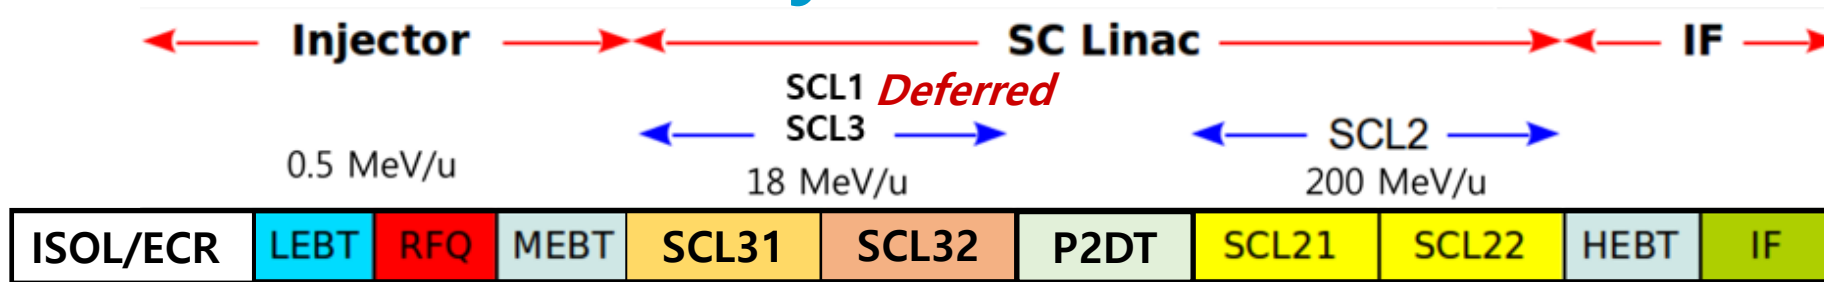 Injector SC Linac IF
SCL1 Deferred
SCL3 SCL2
0.5 MeV/u 18 MeV/u 200 MeV/u
ISOL/ECR LEBT RFQ MEBT SCL31 SCL32 P2DT SCL21 SCL22 HEBT IF